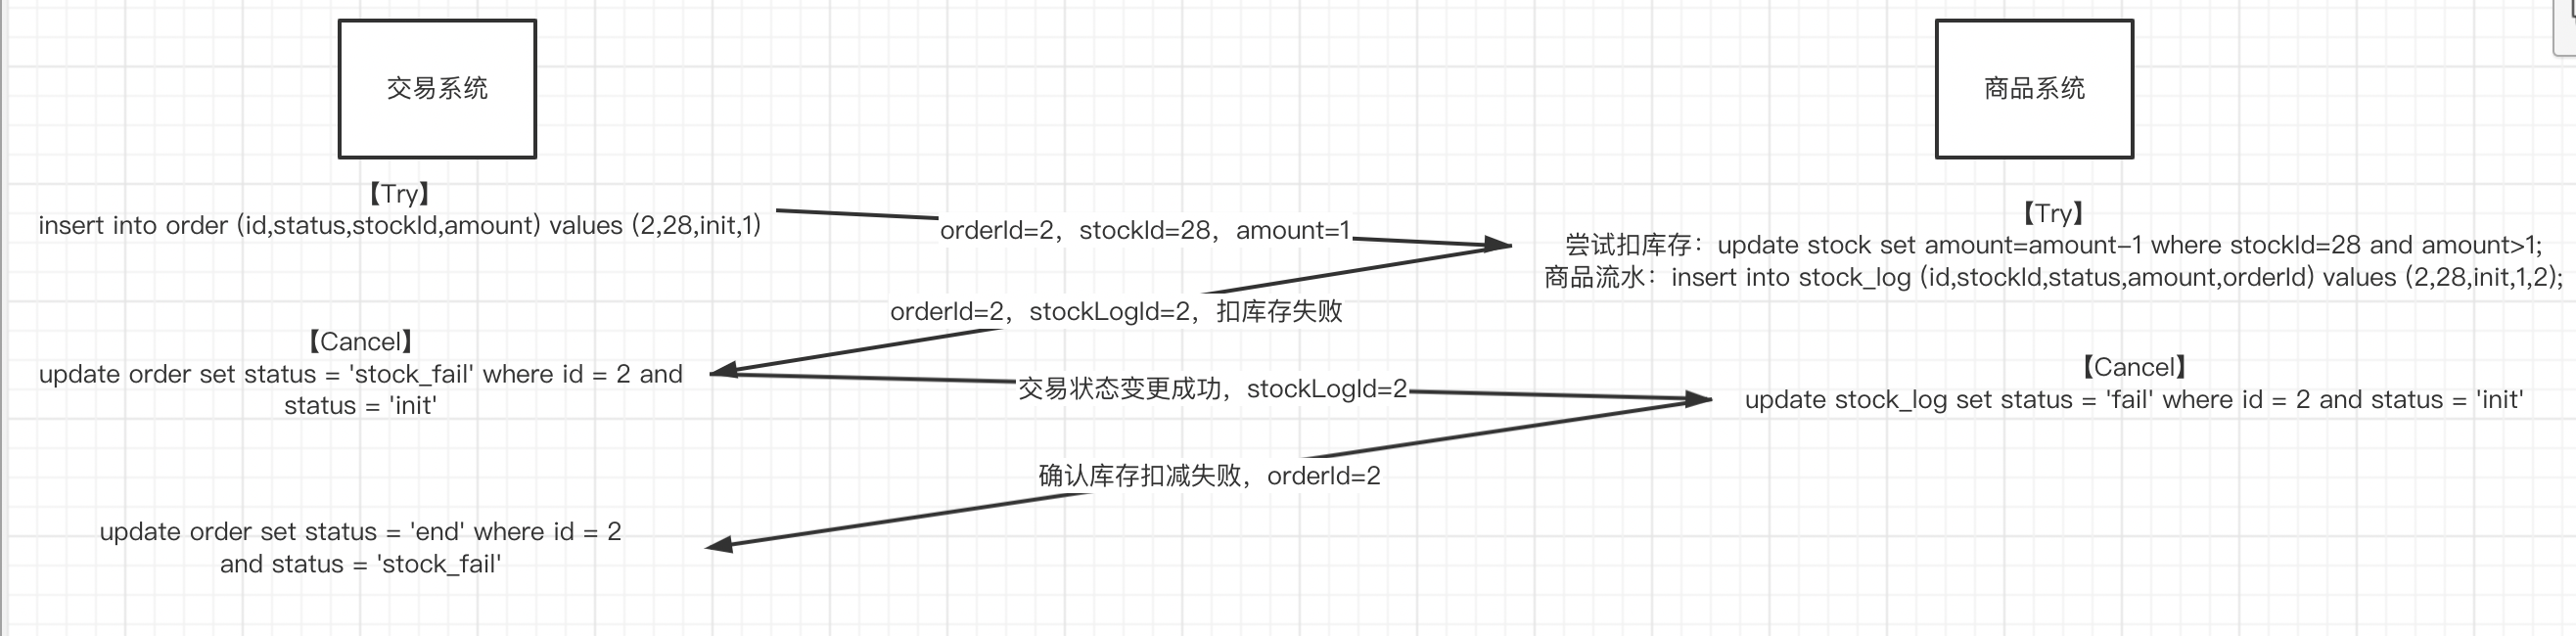 交易系统
商品系统
【Try】
insert into order (id,status,stockId,amount) values (2,28,init,1)
orderId=2，stockId=28，amount=1
【Try】
尝试扣库存：update stock set amount=amount-1 where stockId=28 and amount>1;
商品流水：insert into stock_log (id,stockId,status,amount,orderId) values (2,28,init,1,2);
orderId=2，stockLogId=2，扣库存失败
【Cancel】
update order set status = 'stock_fail' where id = 2 and
status = 'init'
交易状态变更成功，stockLogId=2
【Cancel】
update stock_log set status = 'fail' where id = 2 and status = 'init'
确认库存扣减失败，orderId=2
update order set status = 'end' where id = 2
and status = 'stock_fail'